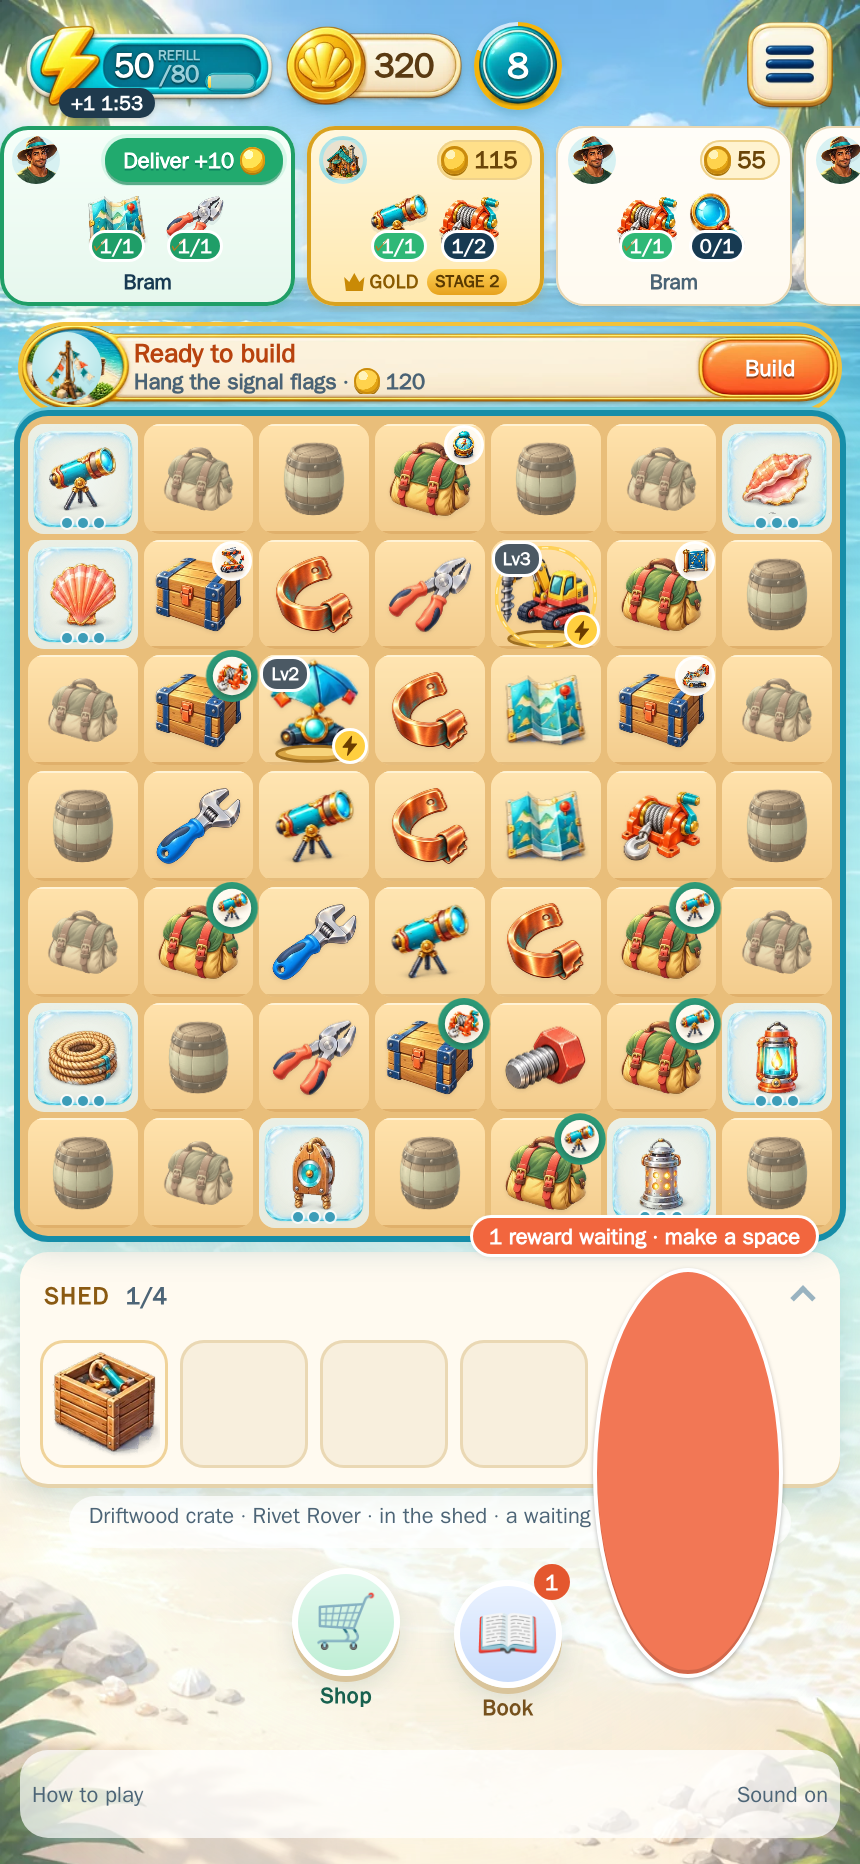 50 REFILL /80
+1 1:53
320
8
Deliver +10
1/1 1/1
Bram
115
1/1 1/2
GOLD STAGE 2
55
1/1 0/1
Bram
Ready to build
Hang the signal flags · 120
Build
Lv3
Lv2
1 reward waiting · make a space
SHED 1/4
Driftwood crate · Rivet Rover · in the shed · a waiting
1
Shop
Book
How to play
Sound on